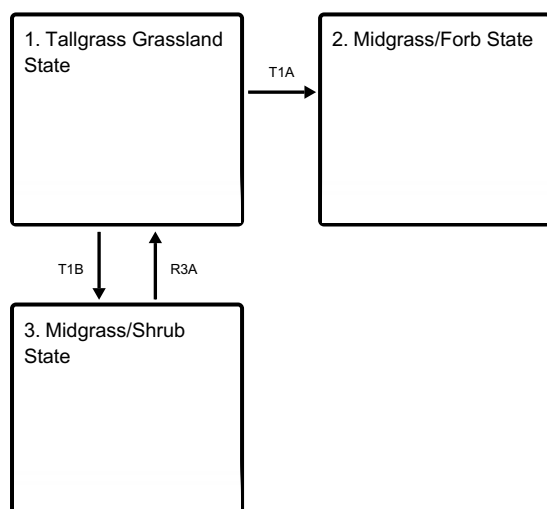 1. Tallgrass Grassland
State
2. Midgrass/Forb State
T1A
T1B
R3A
3. Midgrass/Shrub
State